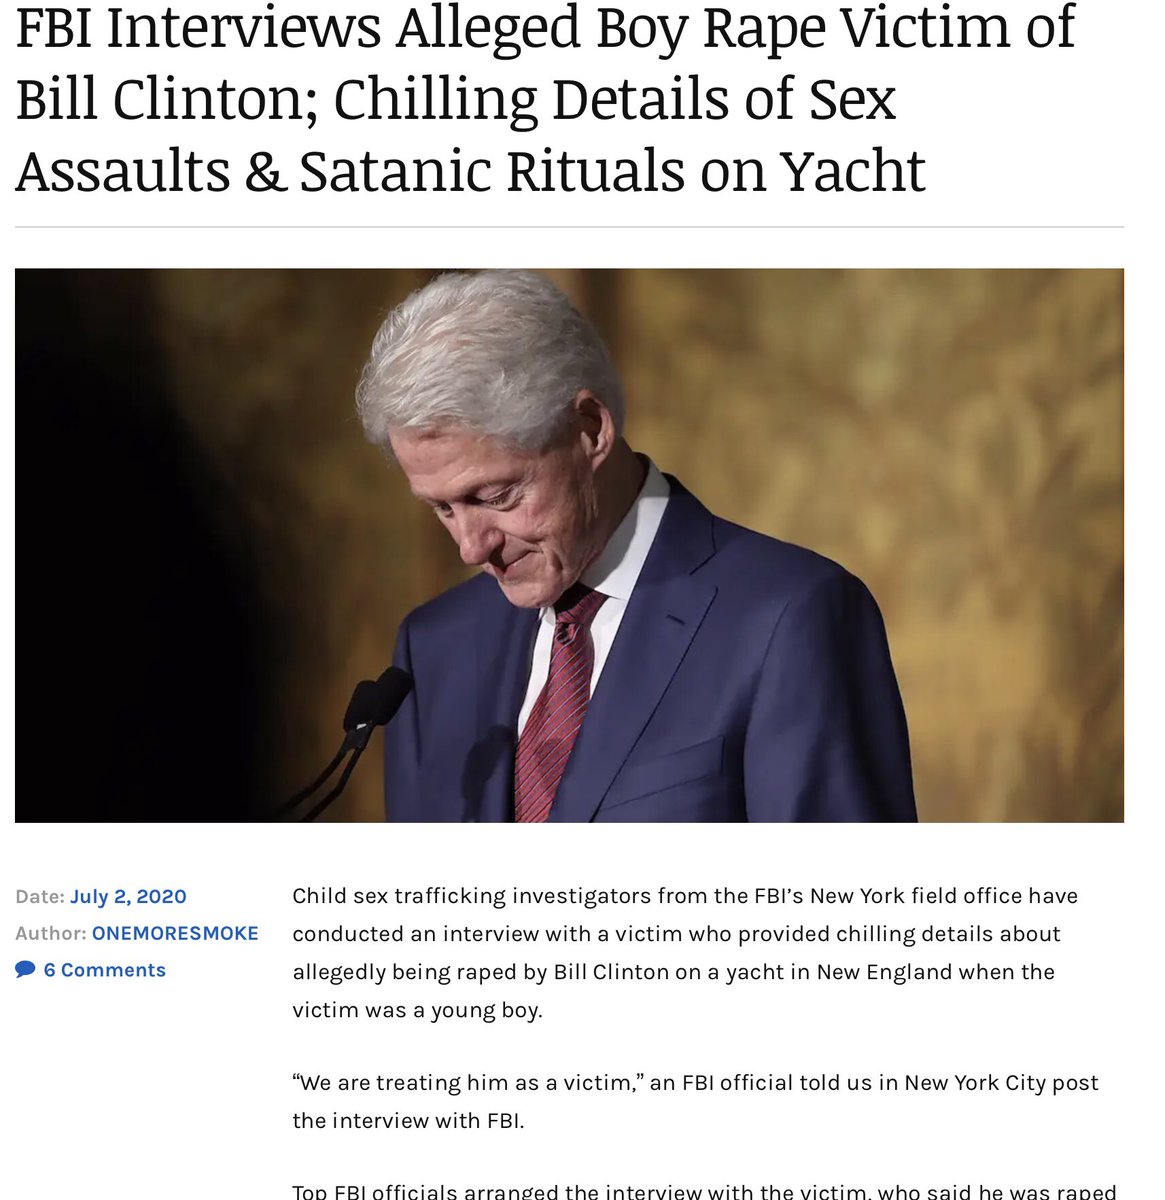 FBI Interviews Alleged Boy Rape Victim of
Bill Clinton; Chilling Details of Sex
Assaults & Satanic Rituals on Yacht
Date: July 2, 2020
Author: ONEMORESMOKE
6 Comments
Child sex trafficking investigators from the FBI’s New York field office have
conducted an interview with a victim who provided chilling details about
allegedly being raped by Bill Clinton on a yacht in New England when the
victim was a young boy.
“We are treating him as a victim,” an FBI official told us in New York City post
the interview with FBI.
Top FBI officials arranged the interview with the victim, who said he was raped